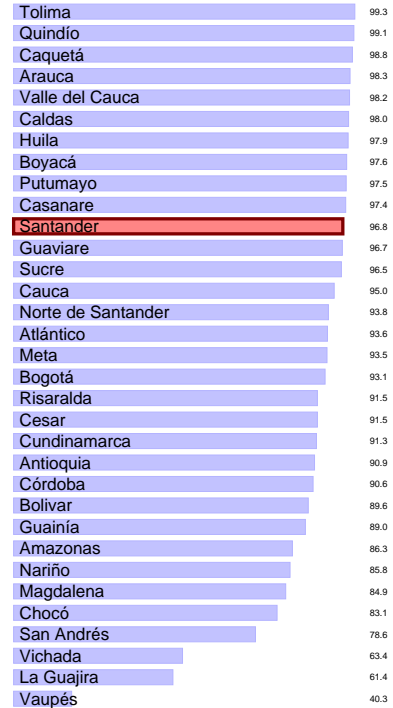 Tolima 99.3
Quindío 99.1
Caquetá 98.8
Arauca 98.3
Valle del Cauca 98.2
Caldas 98.0
Huila 97.9
Boyacá 97.6
Putumayo 97.5
Casanare 97.4
Santander 96.8
Guaviare 96.7
Sucre 96.5
Cauca 95.0
Norte de Santander 93.8
Atlántico 93.6
Meta 93.5
Bogotá 93.1
Risaralda 91.5
Cesar 91.5
Cundinamarca 91.3
Antioquia 90.9
Córdoba 90.6
Bolivar 89.6
Guainía 89.0
Amazonas 86.3
Nariño 85.8
Magdalena 84.9
Chocó 83.1
San Andrés 78.6
Vichada 63.4
La Guajira 61.4
Vaupés 40.3